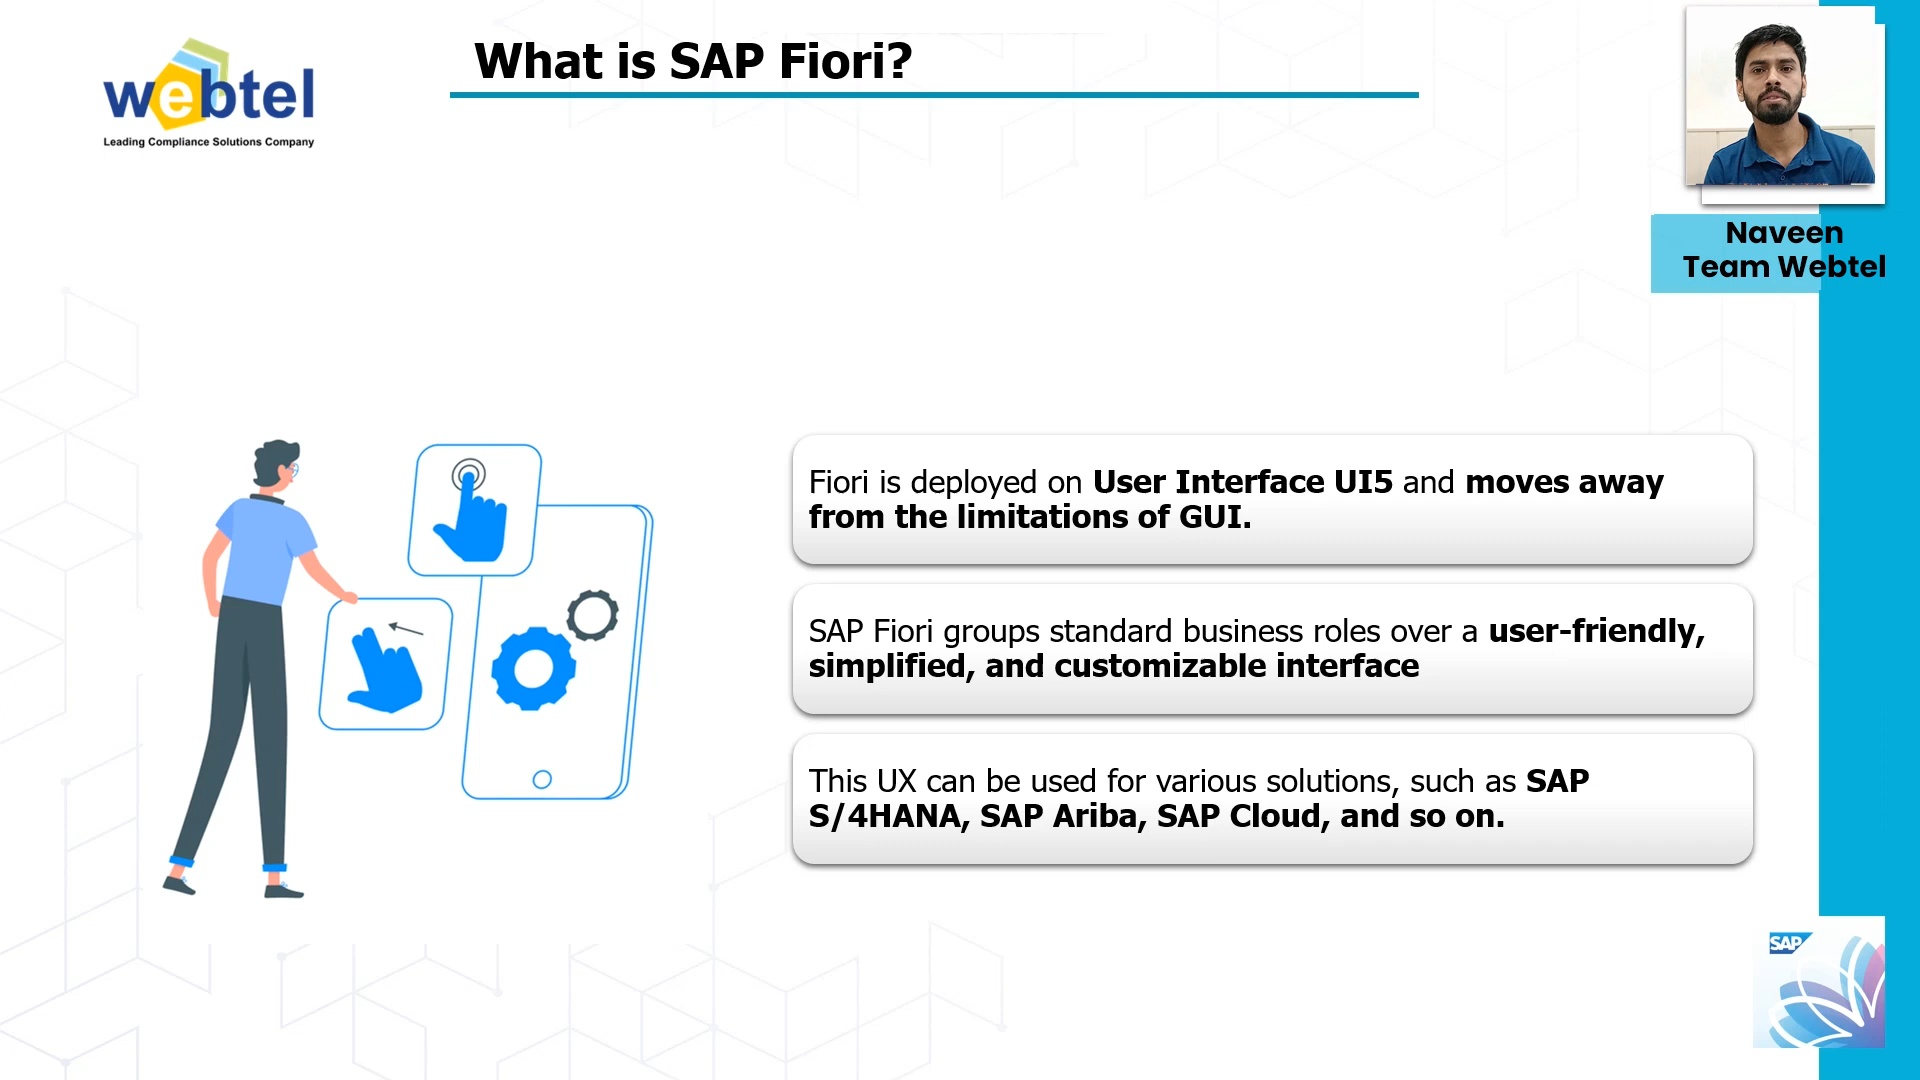 webtel
Leading Compliance Solutions Company
What is SAP Fiori?
Naveen
Team Webtel
Fiori is deployed on User Interface UI5 and moves away
from the limitations of GUI.
SAP Fiori groups standard business roles over a user-friendly,
simplified, and customizable interface
This UX can be used for various solutions, such as SAP
S/4HANA, SAP Ariba, SAP Cloud, and so on.
SAP